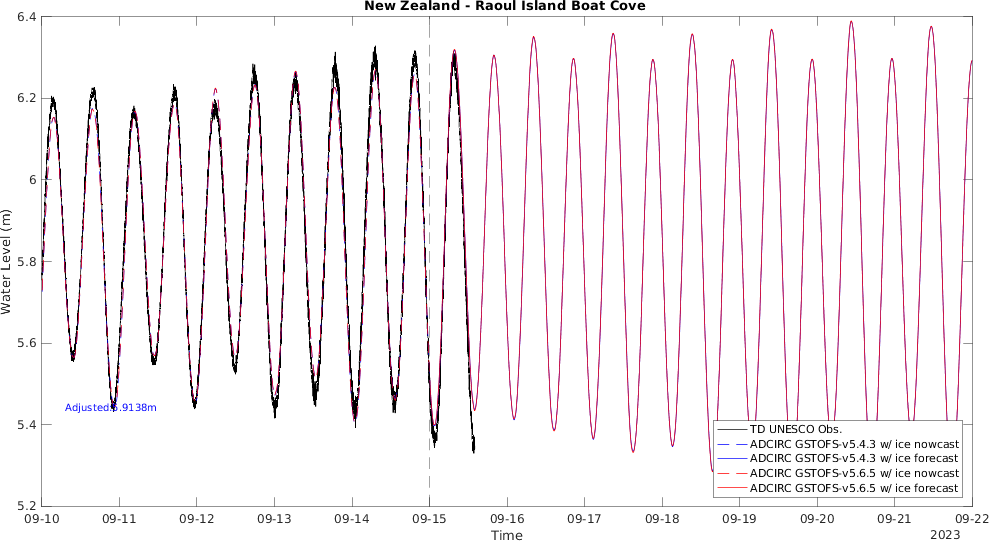 New Zealand - Raoul Island Boat Cove
6.4
6.2
6
5.8
5.6
5.4
5.2
Water Level (m)
09-10 09-11 09-12 09-13 09-14 09-15 09-16 09-17 09-18 09-19 09-20 09-21 09-22
Time
2023
TD UNESCO Obs.
ADCIRC GSTOFS-v5.4.3 w/ ice nowcast
ADCIRC GSTOFS-v5.4.3 w/ ice forecast
ADCIRC GSTOFS-v5.6.5 w/ ice nowcast
ADCIRC GSTOFS-v5.6.5 w/ ice forecast